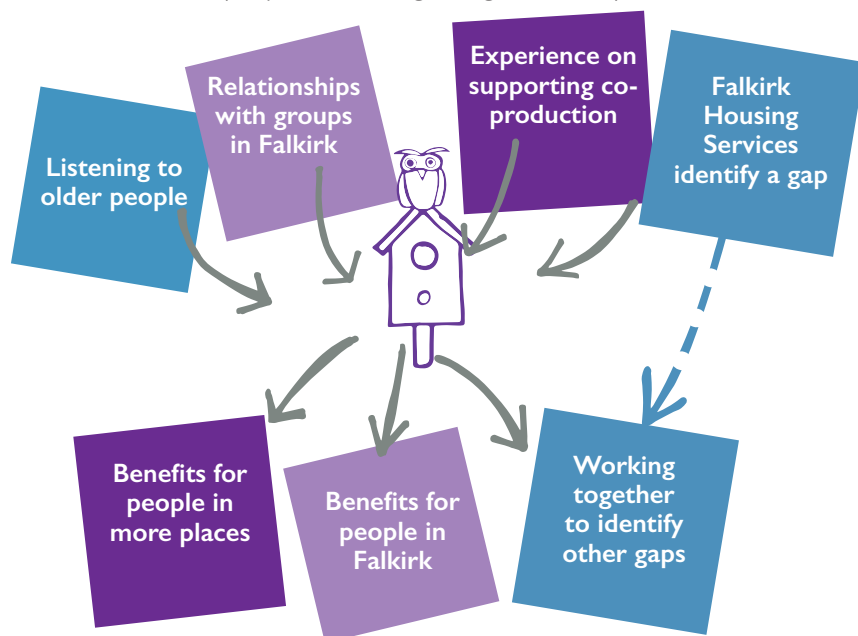 Listening to
older people
Relationships
with groups
in Falkirk
Experience on
supporting co-
production
Falkirk
Housing
Services
identify a gap
Benefits for
people in
more places
Benefits for
people in
Falkirk
Working
together
to identify
other gaps